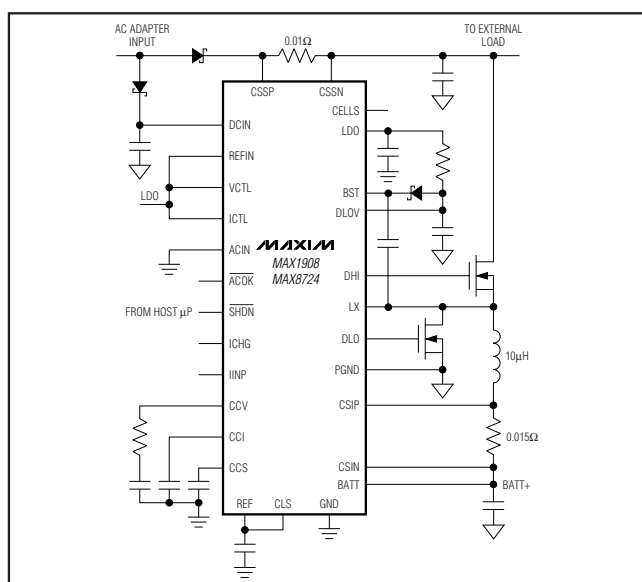 AC ADAPTER
INPUT
0.01Ω
TO EXTERNAL
LOAD
CSSP
CSSN
CELLS
LDO
DCIN
REFIN
VCTL
BST
LDO
DLOV
ICTL
ACIN
MAXIM
MAX1908
MAX8724
DHI
ACOK
LX
FROM HOST µP
SHDN
ICHG
DLO
10µH
IINP
PGND
CCV
CSIP
0.015Ω
CCI
CCS
CSIN
BATT
BATT+
REF
CLS
GND